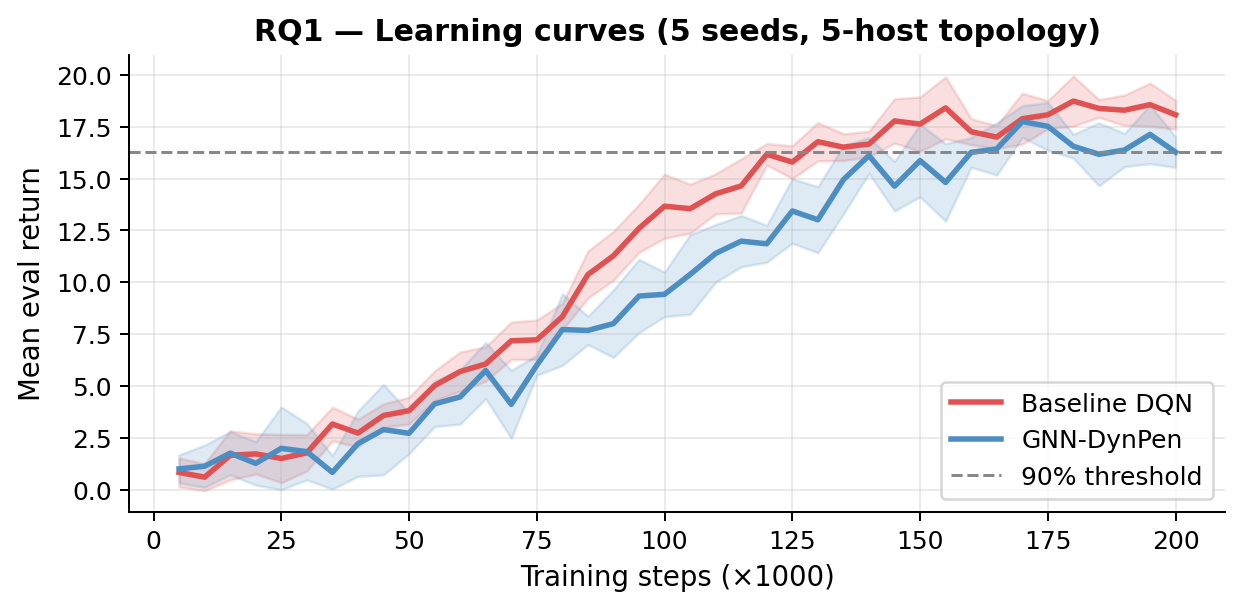 RQ1 — Learning curves (5 seeds, 5-host topology)
Mean eval return
20.0
17.5
15.0
12.5
10.0
7.5
5.0
2.5
0.0
Baseline DQN
GNN-DynPen
90% threshold
0 25 50 75 100 125 150 175 200
Training steps (×1000)